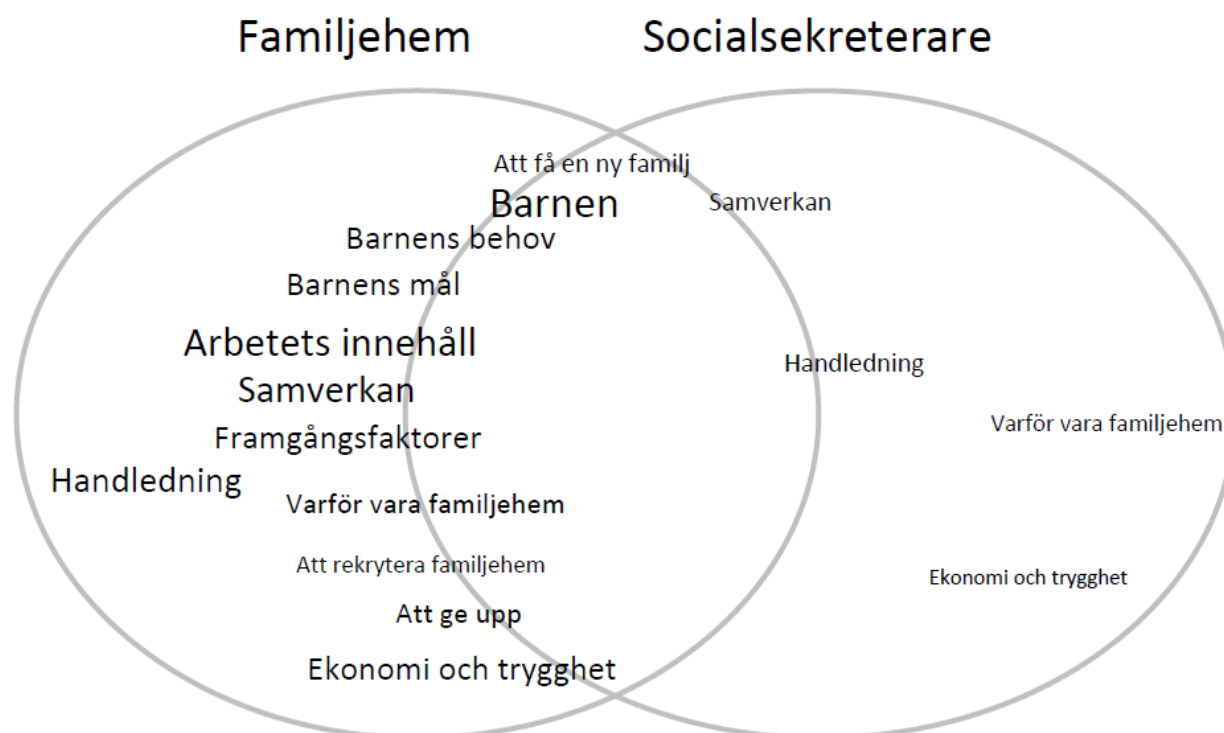 Familjehem
Socialsekreterare
Att få en ny familj
Barnen
Samverkan
Barnens behov
Barnens mål
Arbetets innehåll
Handledning
Samverkan
Varför vara familjehem
Framgångsfaktorer
Handledning
Varför vara familjehem
Att rekrytera familjehem
Ekonomi och trygghet
Att ge upp
Ekonomi och trygghet